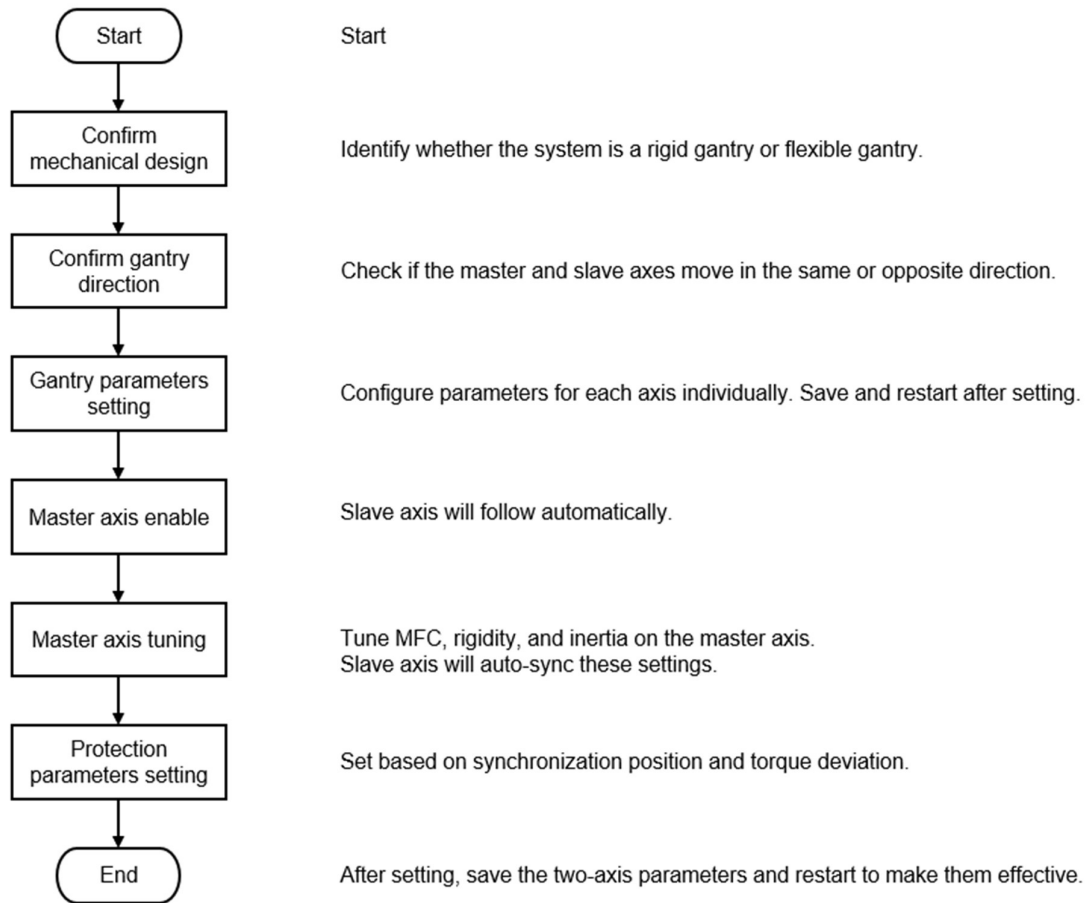 Start
Start
Confirm
mechanical design
Identify whether the system is a rigid gantry or flexible gantry.
Confirm gantry
direction
Check if the master and slave axes move in the same or opposite direction.
Gantry parameters
setting
Configure parameters for each axis individually. Save and restart after setting.
Master axis enable
Slave axis will follow automatically.
Master axis tuning
Tune MFC, rigidity, and inertia on the master axis.
Slave axis will auto-sync these settings.
Protection
parameters setting
Set based on synchronization position and torque deviation.
End
After setting, save the two-axis parameters and restart to make them effective.